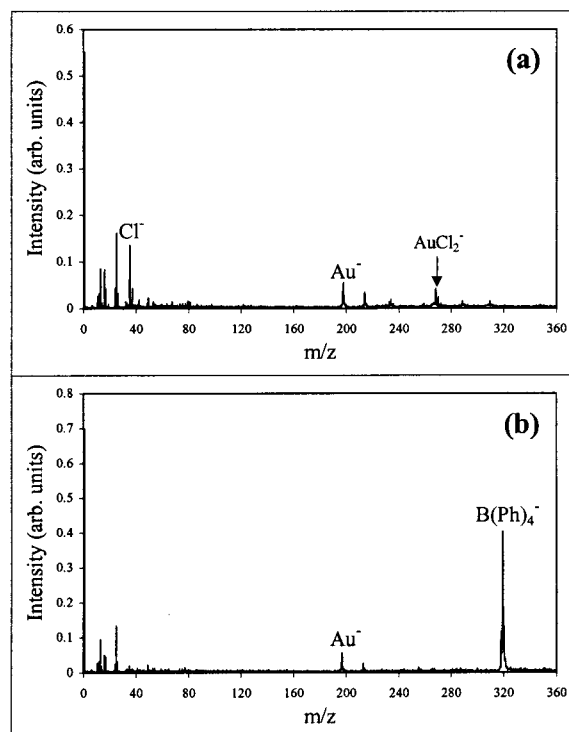 (a)
Intensity (arb. units)
0.6
0.5
0.4
0.3
0.2
0.1
0
Cl⁻
Au⁻
AuCl₂⁻
0 40 80 120 160 200 240 280 320 360
m/z
(b)
Intensity (arb. units)
0.8
0.7
0.6
0.5
0.4
0.3
0.2
0.1
0
Au⁻
B(Ph)₄⁻
0 40 80 120 160 200 240 280 320 360
m/z